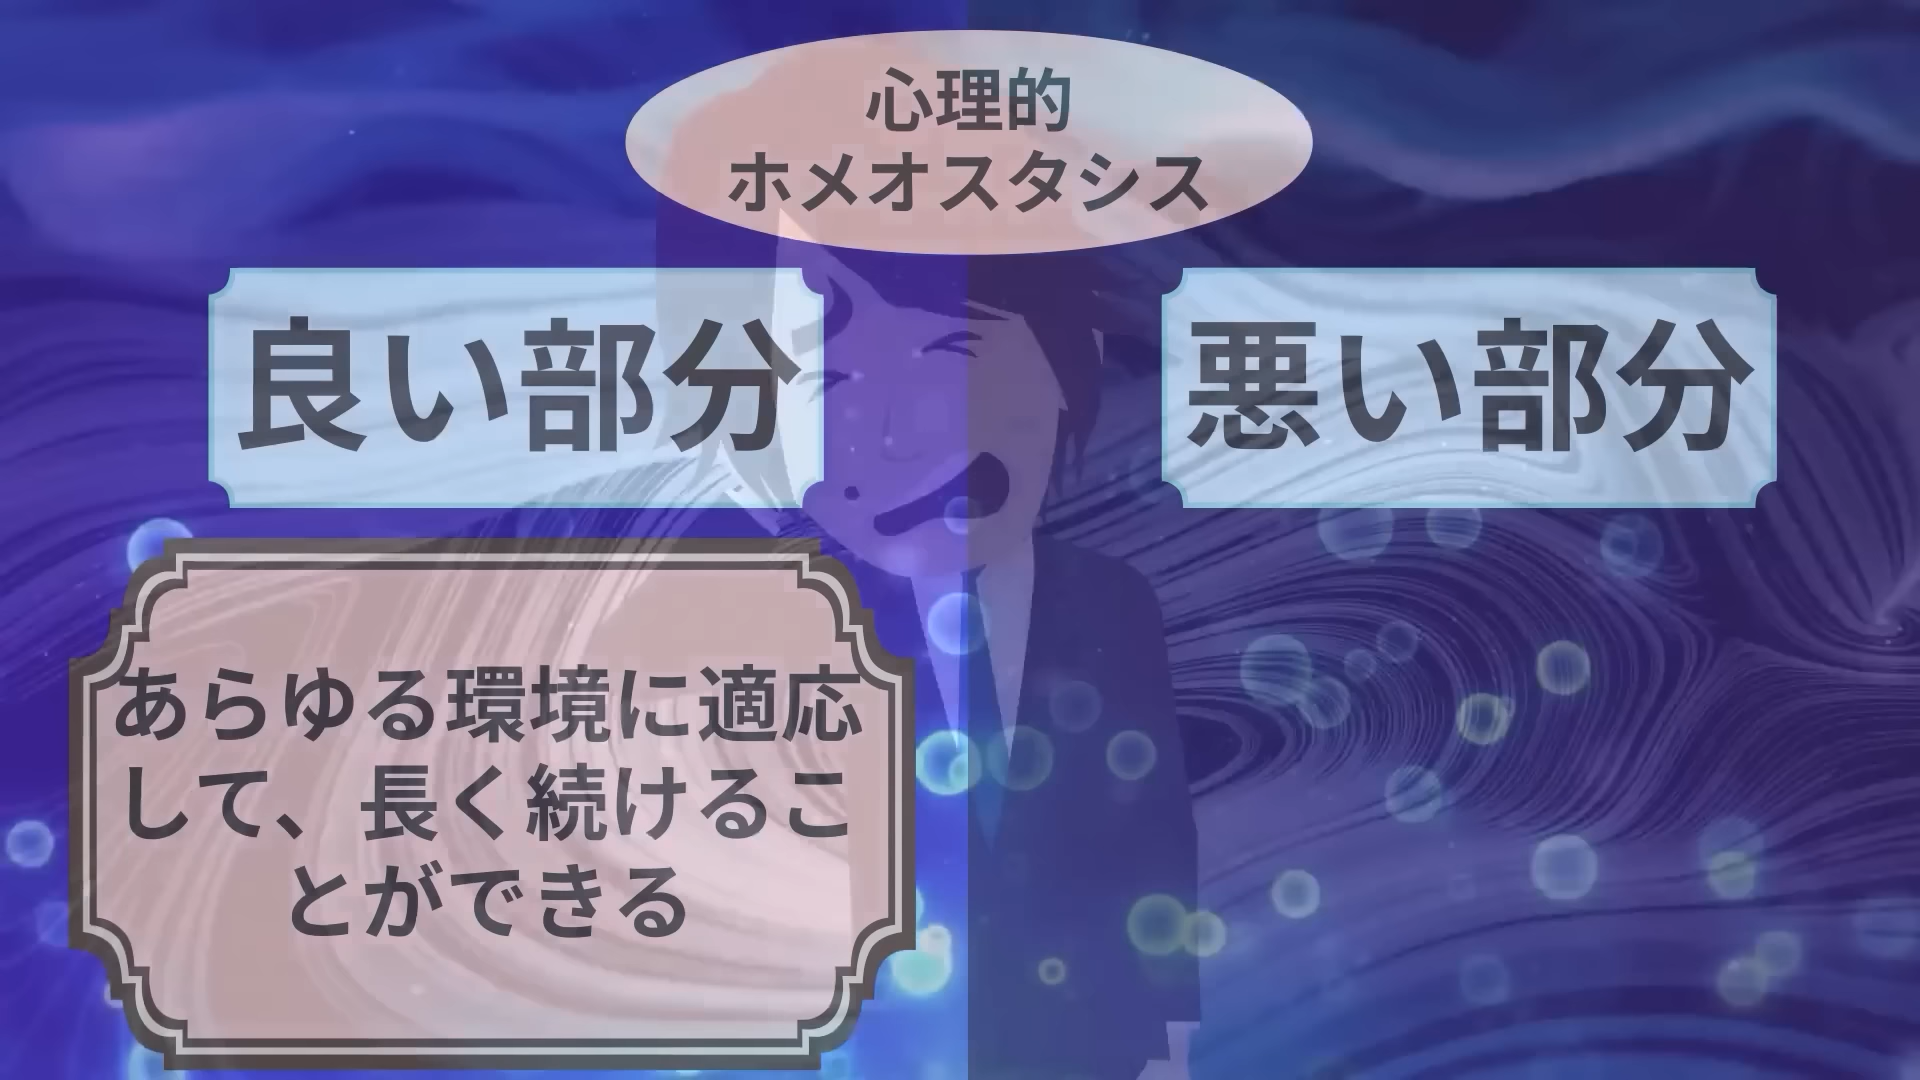 心理的
ホメオスタシス
良い部分
悪い部分
あらゆる環境に適応
して、長く続けるこ
とができる